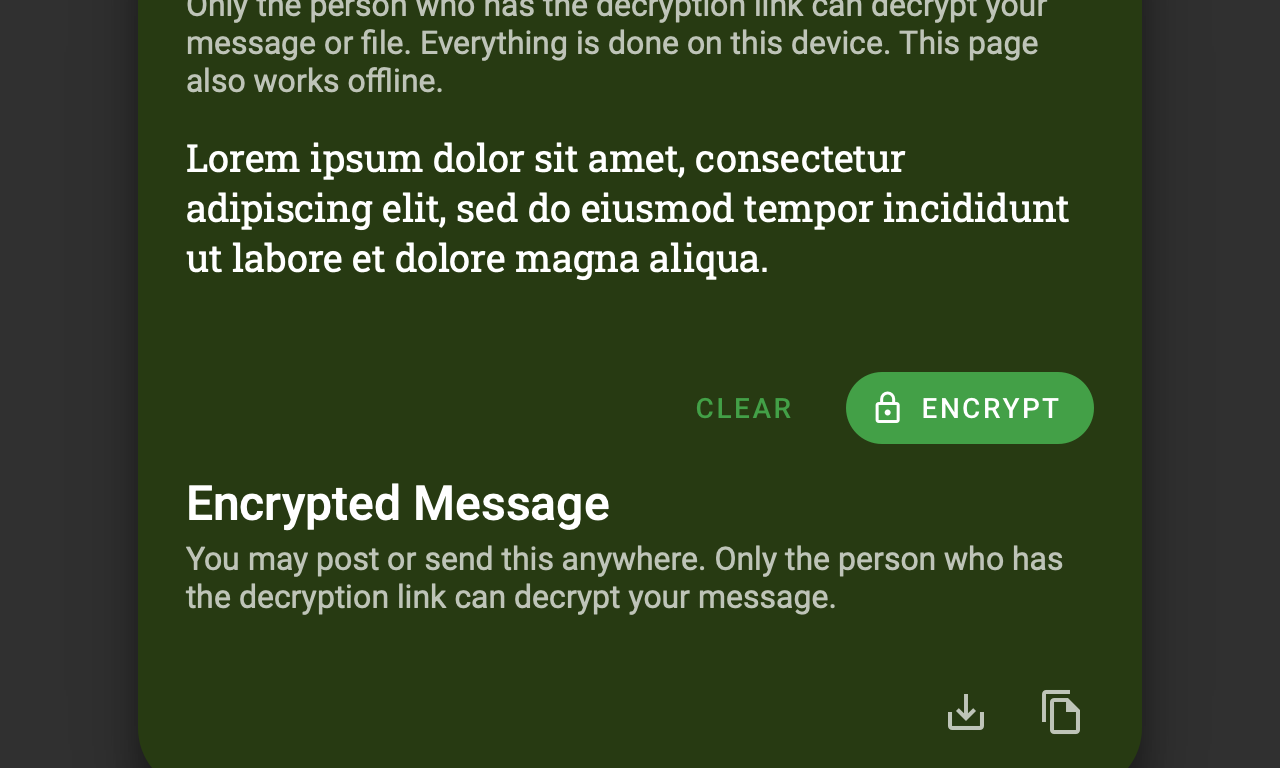 Only the person who has the decryption link can decrypt your
message or file. Everything is done on this device. This page
also works offline.
Lorem ipsum dolor sit amet, consectetur
adipiscing elit, sed do eiusmod tempor incididunt
ut labore et dolore magna aliqua.
CLEAR
ENCRYPT
Encrypted Message
You may post or send this anywhere. Only the person who has
the decryption link can decrypt your message.